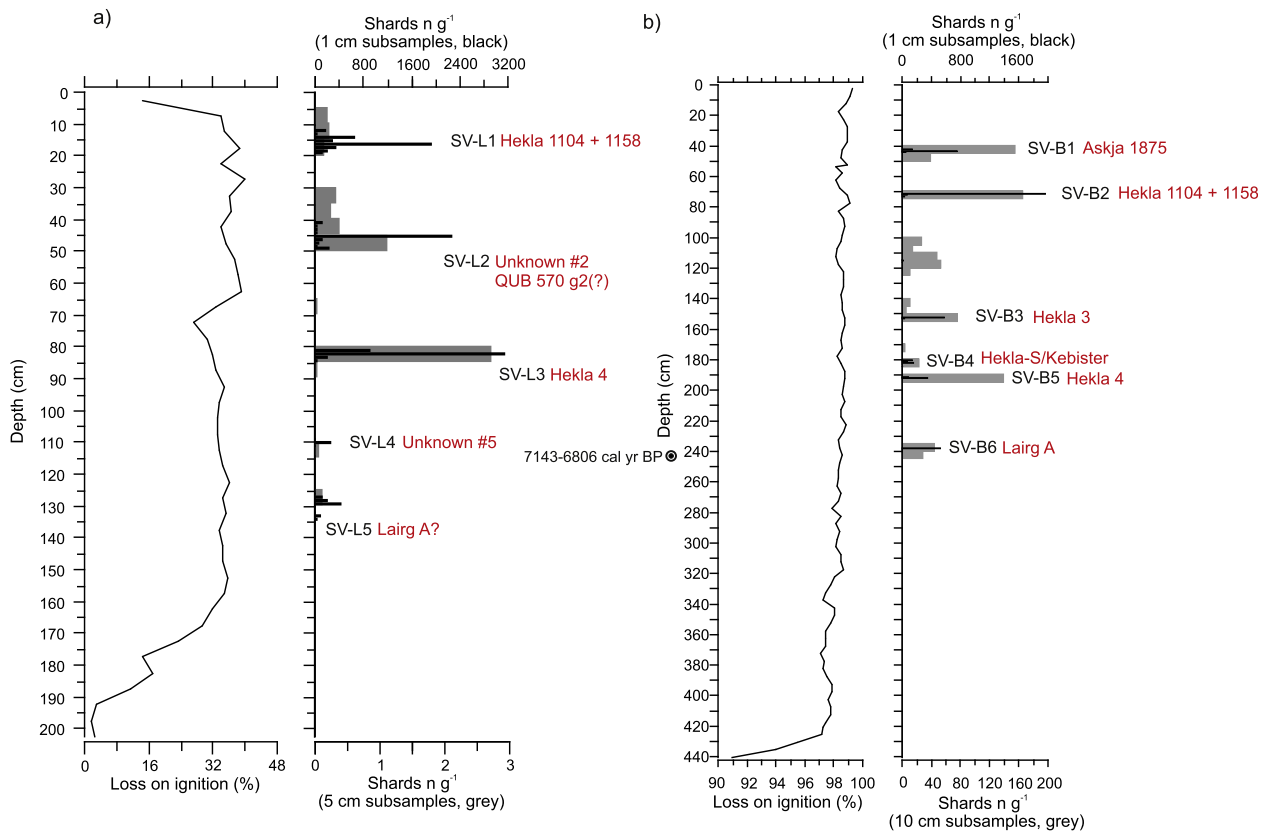 a)
Shards n g-1
(1 cm subsamples, black)
0 800 1600 2400 3200
0
10
20
30
40
50
60
70
80
90
100
110
120
130
140
150
160
170
180
190
200
Depth (cm)
SV-L1 Hekla 1104 + 1158
SV-L2 Unknown #2
QUB 570 g2(?)
SV-L3 Hekla 4
SV-L4 Unknown #5
SV-L5 Lairg A?
0 16 32 48
Loss on ignition (%)
0 1 2 3
Shards n g-1
(5 cm subsamples, grey)
b)
Shards n g-1
(1 cm subsamples, black)
0 800 1600
0
20
40
60
80
100
120
140
160
180
200
220
240
260
280
300
320
340
360
380
400
420
440
Depth (cm)
7143-6806 cal yr BP
SV-B1 Askja 1875
SV-B2 Hekla 1104 + 1158
SV-B3 Hekla 3
SV-B4 Hekla-S/Kebister
SV-B5 Hekla 4
SV-B6 Lairg A
90 92 94 96 98 100
Loss on ignition (%)
0 40 80 120 160 200
Shards n g-1
(10 cm subsamples, grey)